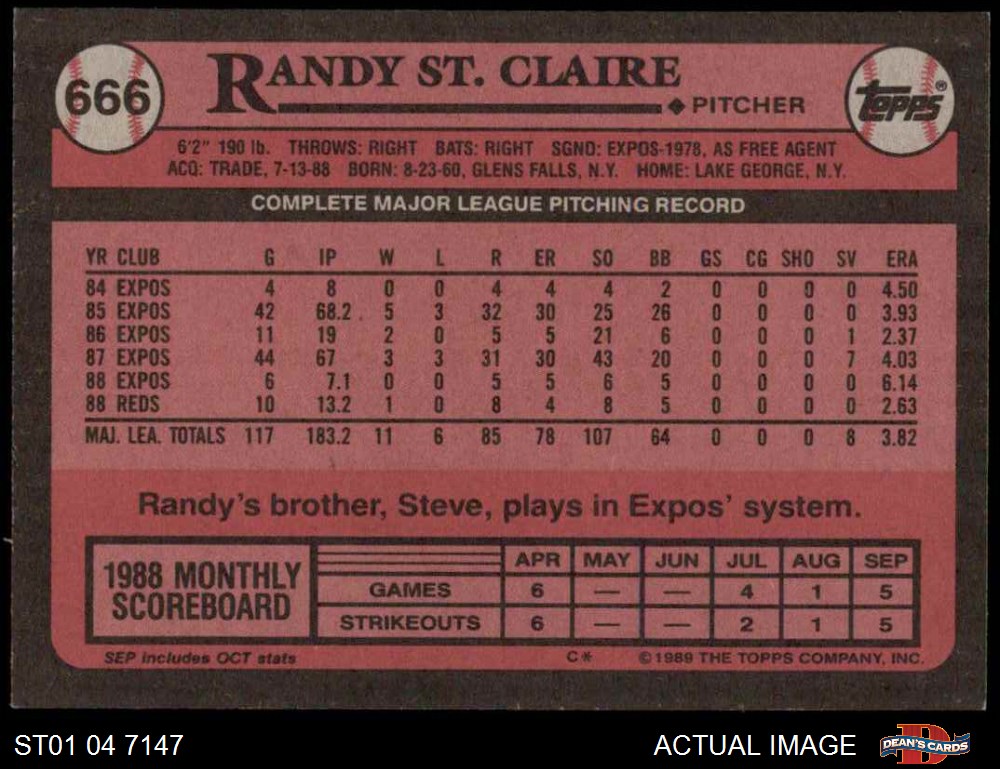 666
RANDY ST. CLAIRE
◆ PITCHER
topps®
6'2" 190 lb. THROWS: RIGHT BATS: RIGHT SGND: EXPOS-1978, AS FREE AGENT
ACQ: TRADE, 7-13-88 BORN: 8-23-60, GLENS FALLS, N.Y. HOME: LAKE GEORGE, N.Y.
COMPLETE MAJOR LEAGUE PITCHING RECORD
YR CLUB G IP W L R ER SO BB GS CG SHO SV ERA
84 EXPOS 4 8 0 0 4 4 4 2 0 0 0 0 4.50
85 EXPOS 42 68.2 5 3 32 30 25 26 0 0 0 0 3.93
86 EXPOS 11 19 2 0 5 5 21 6 0 0 0 1 2.37
87 EXPOS 44 67 3 3 31 30 43 20 0 0 0 7 4.03
88 EXPOS 6 7.1 0 0 5 5 6 5 0 0 0 0 6.14
88 REDS 10 13.2 1 0 8 4 8 5 0 0 0 0 2.63
MAJ. LEA. TOTALS 117 183.2 11 6 85 78 107 64 0 0 0 8 3.82
Randy's brother, Steve, plays in Expos' system.
1988 MONTHLY
SCOREBOARD
APR MAY JUN JUL AUG SEP
GAMES 6 — — 4 1 5
STRIKEOUTS 6 — — 2 1 5
SEP includes OCT stats
C*
©1989 THE TOPPS COMPANY, INC.
ST01 04 7147
ACTUAL IMAGE
D
DEAN'S CARDS